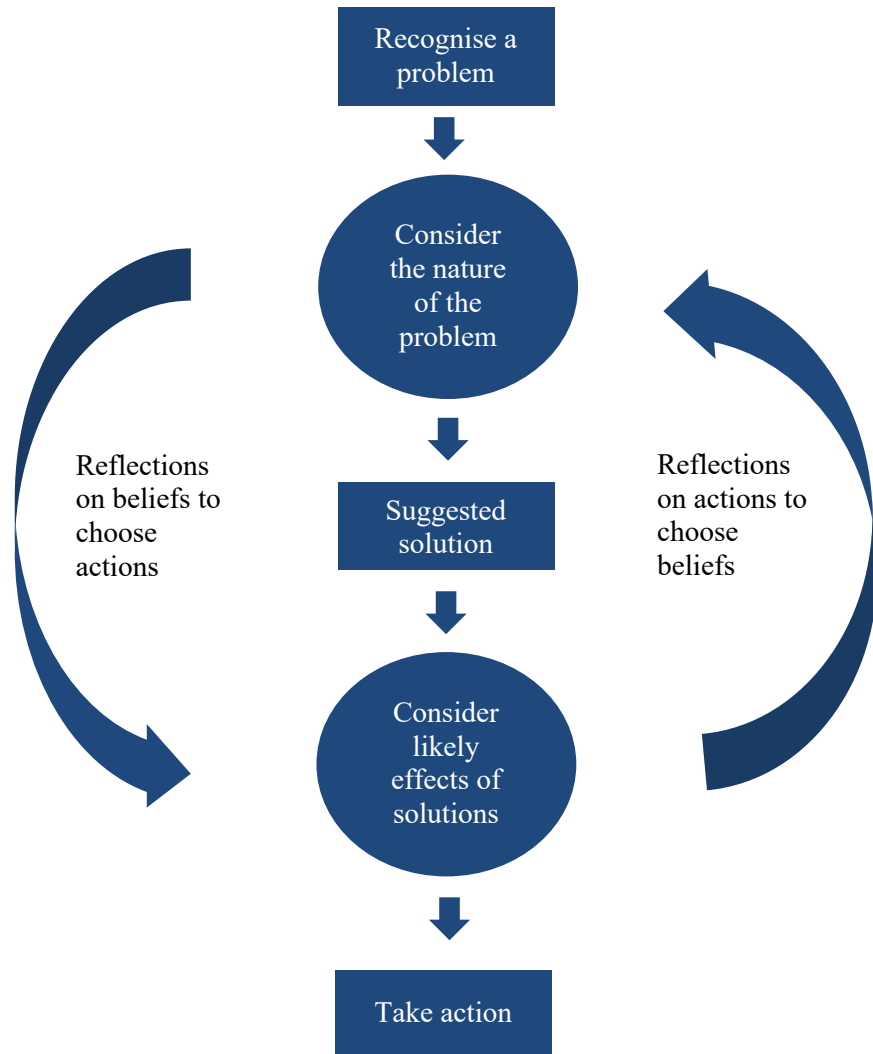 Recognise a
problem
Consider
the nature
of the
problem
Reflections
on beliefs to
choose
actions
Suggested
solution
Reflections
on actions to
choose
beliefs
Consider
likely
effects of
solutions
Take action